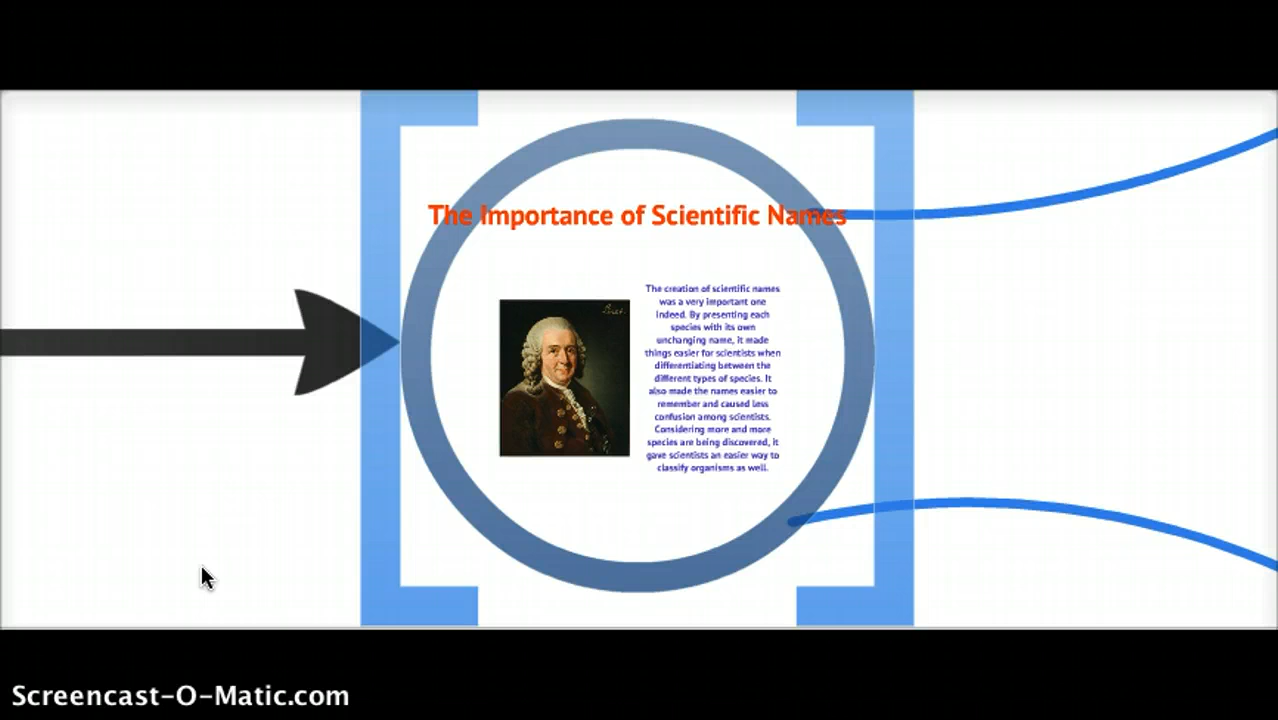 The Importance of Scientific Names
The creation of scientific names
was a very important one
indeed. By presenting each
species with its own
unchanging name, it made
things easier for scientists when
differentiating between the
different types of species. It
also made the names easier to
remember and caused less
confusion among scientists.
Considering more and more
species are being discovered, it
gave scientists an easier way to
classify organisms as well.
Screencast-O-Matic.com